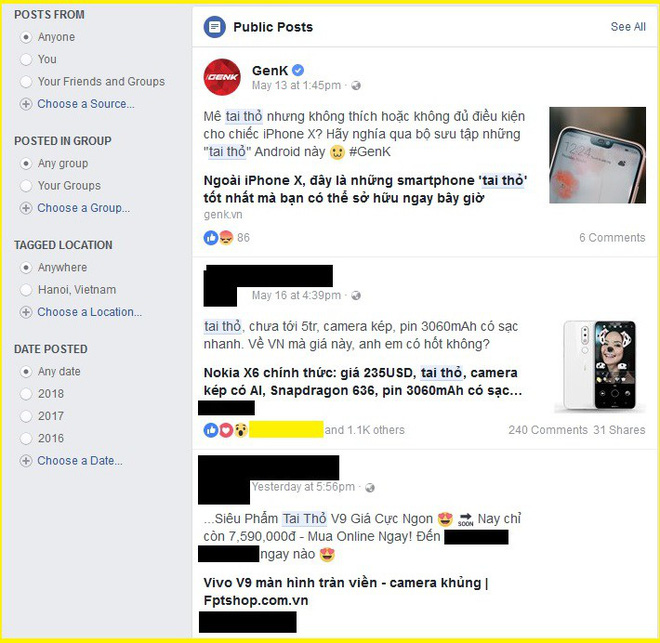 POSTS FROM
Anyone
You
Your Friends and Groups
Choose a Source...
POSTED IN GROUP
Any group
Your Groups
Choose a Group...
TAGGED LOCATION
Anywhere
Hanoi, Vietnam
Choose a Location...
DATE POSTED
Any date
2018
2017
2016
Choose a Date...
Public Posts
See All
GENK
GenK
May 13 at 1:45pm ·
Mê tai thỏ nhưng không thích hoặc không đủ điều kiện
cho chiếc iPhone X? Hãy nghía qua bộ sưu tập những
"tai thỏ" Android này 😲 #GenK
Ngoài iPhone X, đây là những smartphone 'tai thỏ'
tốt nhất mà bạn có thể sở hữu ngay bây giờ
genk.vn
12:24
86
6 Comments
May 16 at 4:39pm ·
tai thỏ, chưa tới 5tr, camera kép, pin 3060mAh có sạc
nhanh. Về VN mà giá này, anh em có hốt không?
Nokia X6 chính thức: giá 235USD, tai thỏ, camera
kép có AI, Snapdragon 636, pin 3060mAh có sạc...
and 1.1K others
240 Comments 31 Shares
Yesterday at 5:56pm ·
...Siêu Phẩm Tai Thỏ V9 Giá Cực Ngon 😍 SOON Nay chỉ
còn 7,590,000đ - Mua Online Ngay! Đến
ngay nào 😍
Vivo V9 màn hình tràn viền - camera khủng |
Fptshop.com.vn